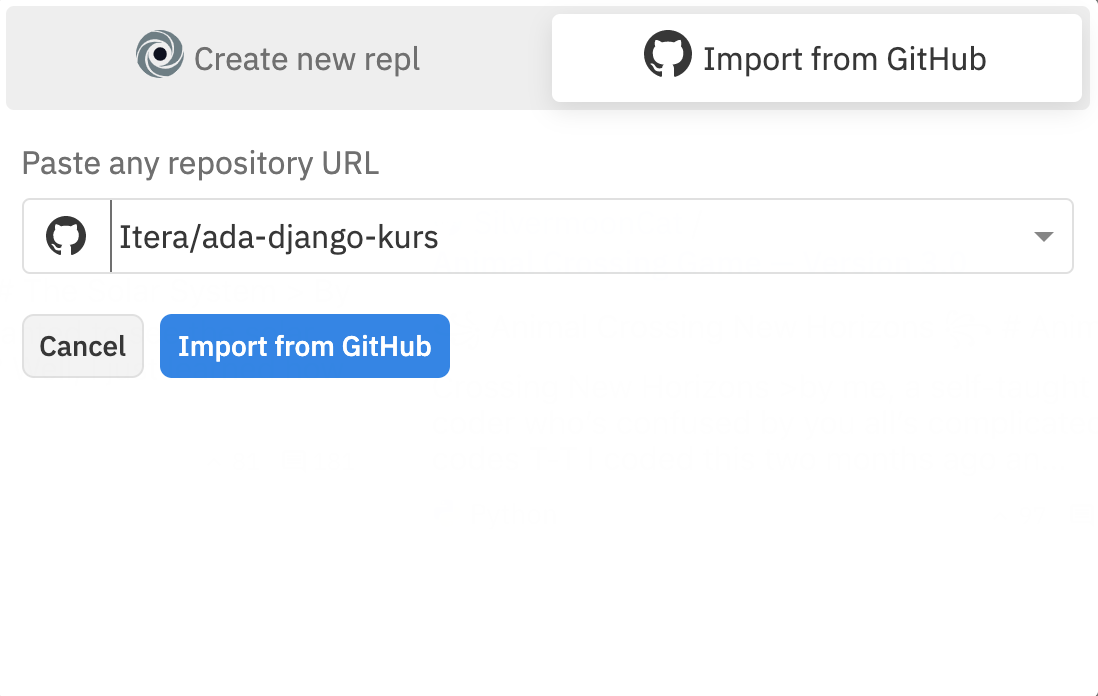 Create new repl
Import from GitHub
Paste any repository URL
Itera/ada-django-kurs
Cancel
Import from GitHub